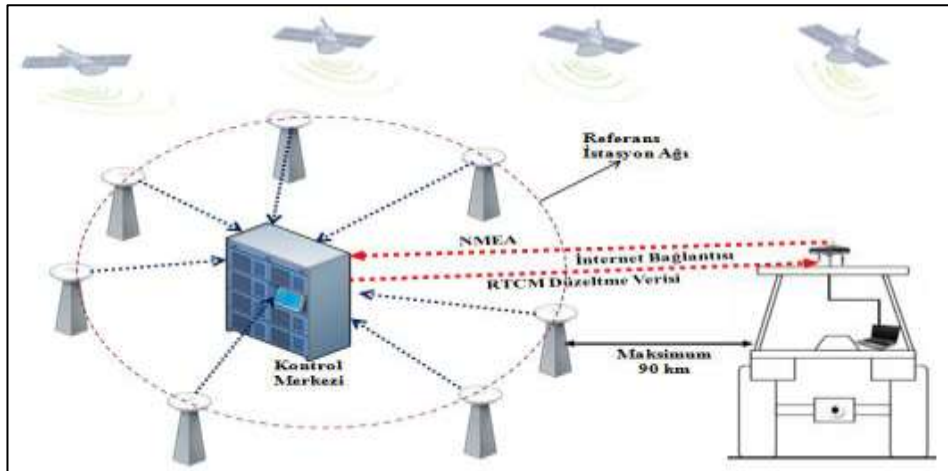 Referans
İstasyon Ağı
NMEA
İnternet Bağlantısı
RTCM Düzeltme Verisi
Kontrol
Merkezi
Maksimum
90 km